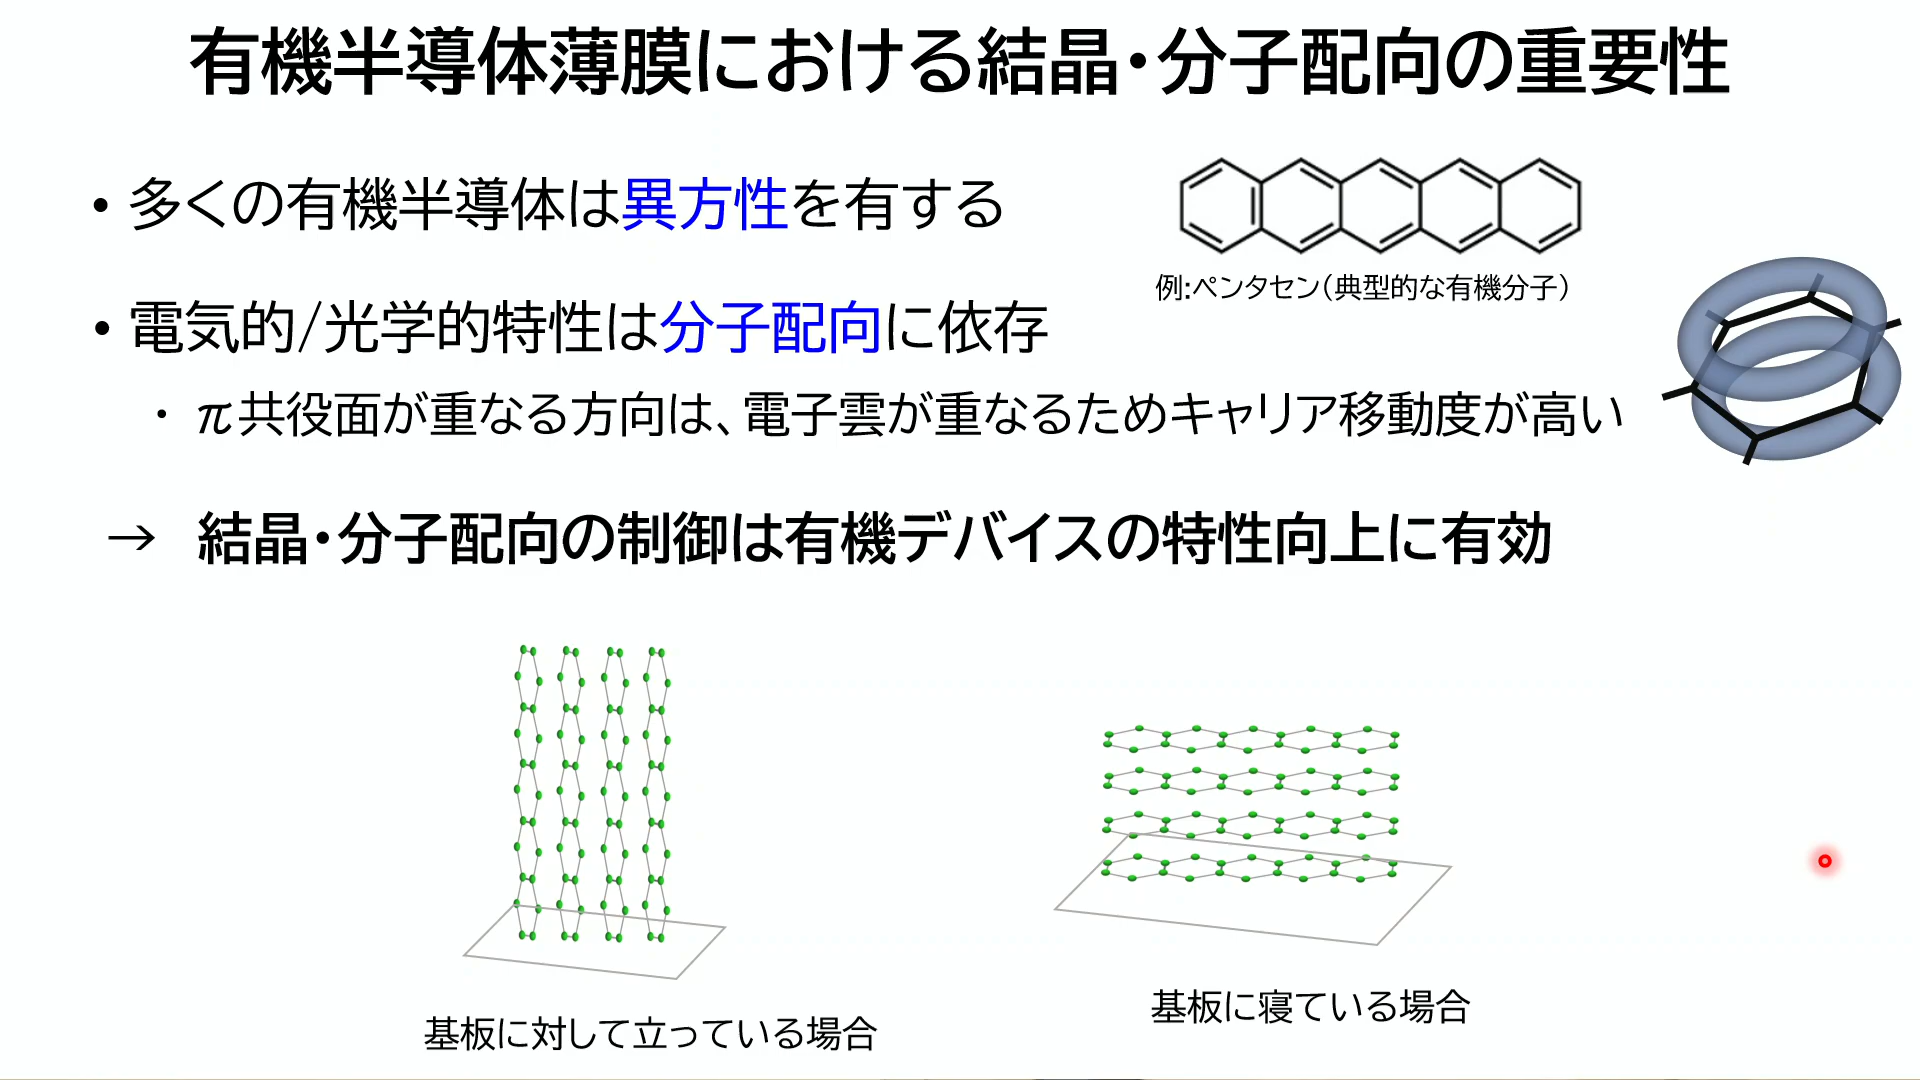 有機半導体薄膜における結晶・分子配向の重要性
• 多くの有機半導体は異方性を有する
例:ペンタセン（典型的な有機分子）
• 電気的/光学的特性は分子配向に依存
・ π共役面が重なる方向は、電子雲が重なるためキャリア移動度が高い
→ 結晶・分子配向の制御は有機デバイスの特性向上に有効
基板に対して立っている場合
基板に寝ている場合